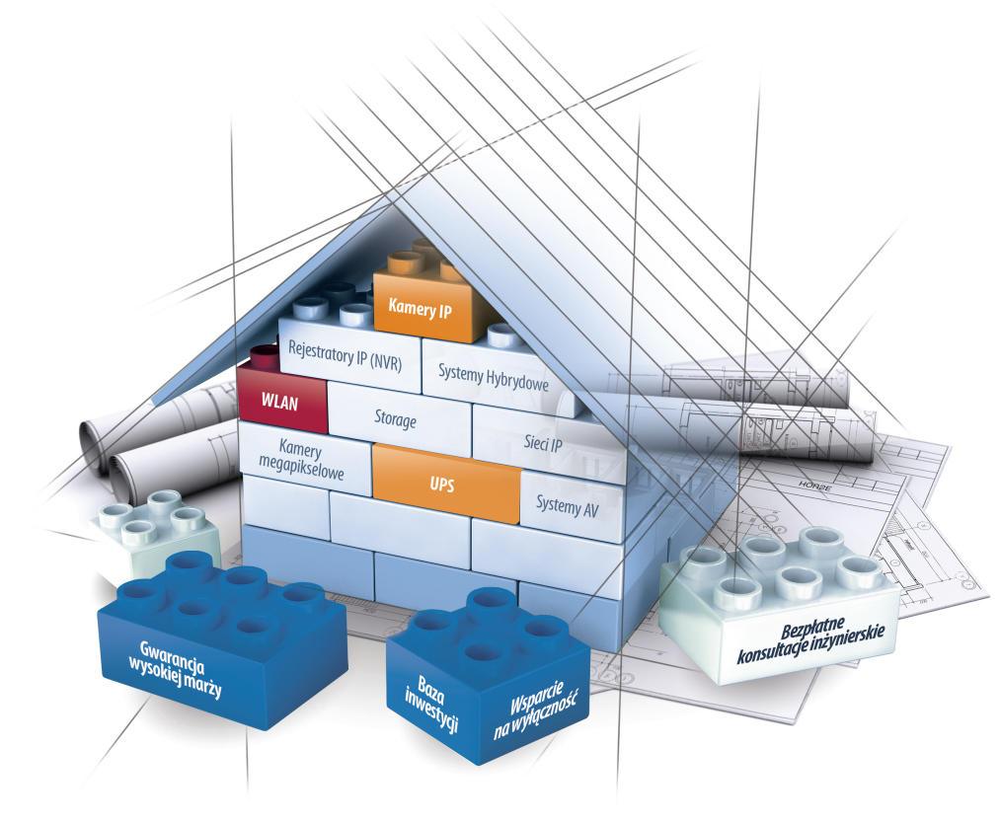 Kamery IP
Rejestratory IP (NVR)
Systemy Hybrydowe
WLAN
Storage
Sieci IP
Kamery
megapikselowe
UPS
Systemy AV
Gwarancja
wysokiej marży
Baza
inwestycji
Wsparcie
na wyłączność
Bezpłatne
konsultacje inżynierskie